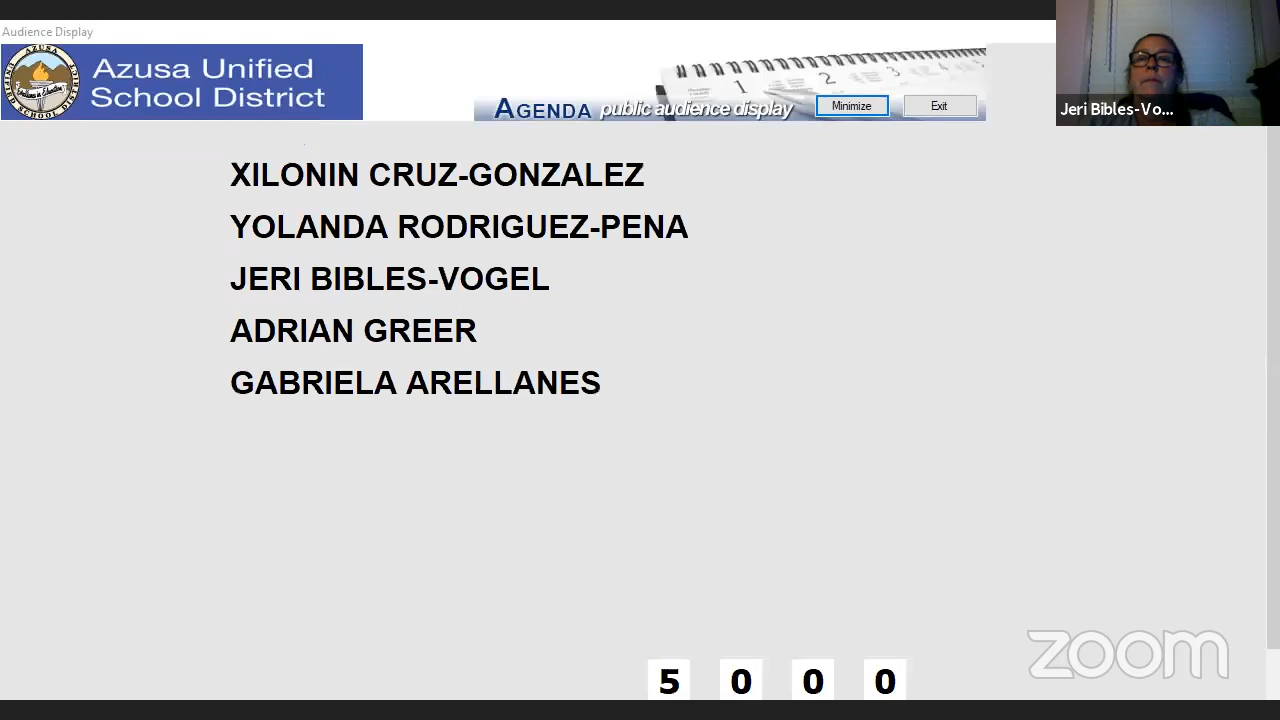 Audience Display
Azusa Unified
School District
AGENDA public audience display
Minimize
Exit
Jeri Bibles-Vo...
XILONIN CRUZ-GONZALEZ
YOLANDA RODRIGUEZ-PENA
JERI BIBLES-VOGEL
ADRIAN GREER
GABRIELA ARELLANES
zoom
5 0 0 0